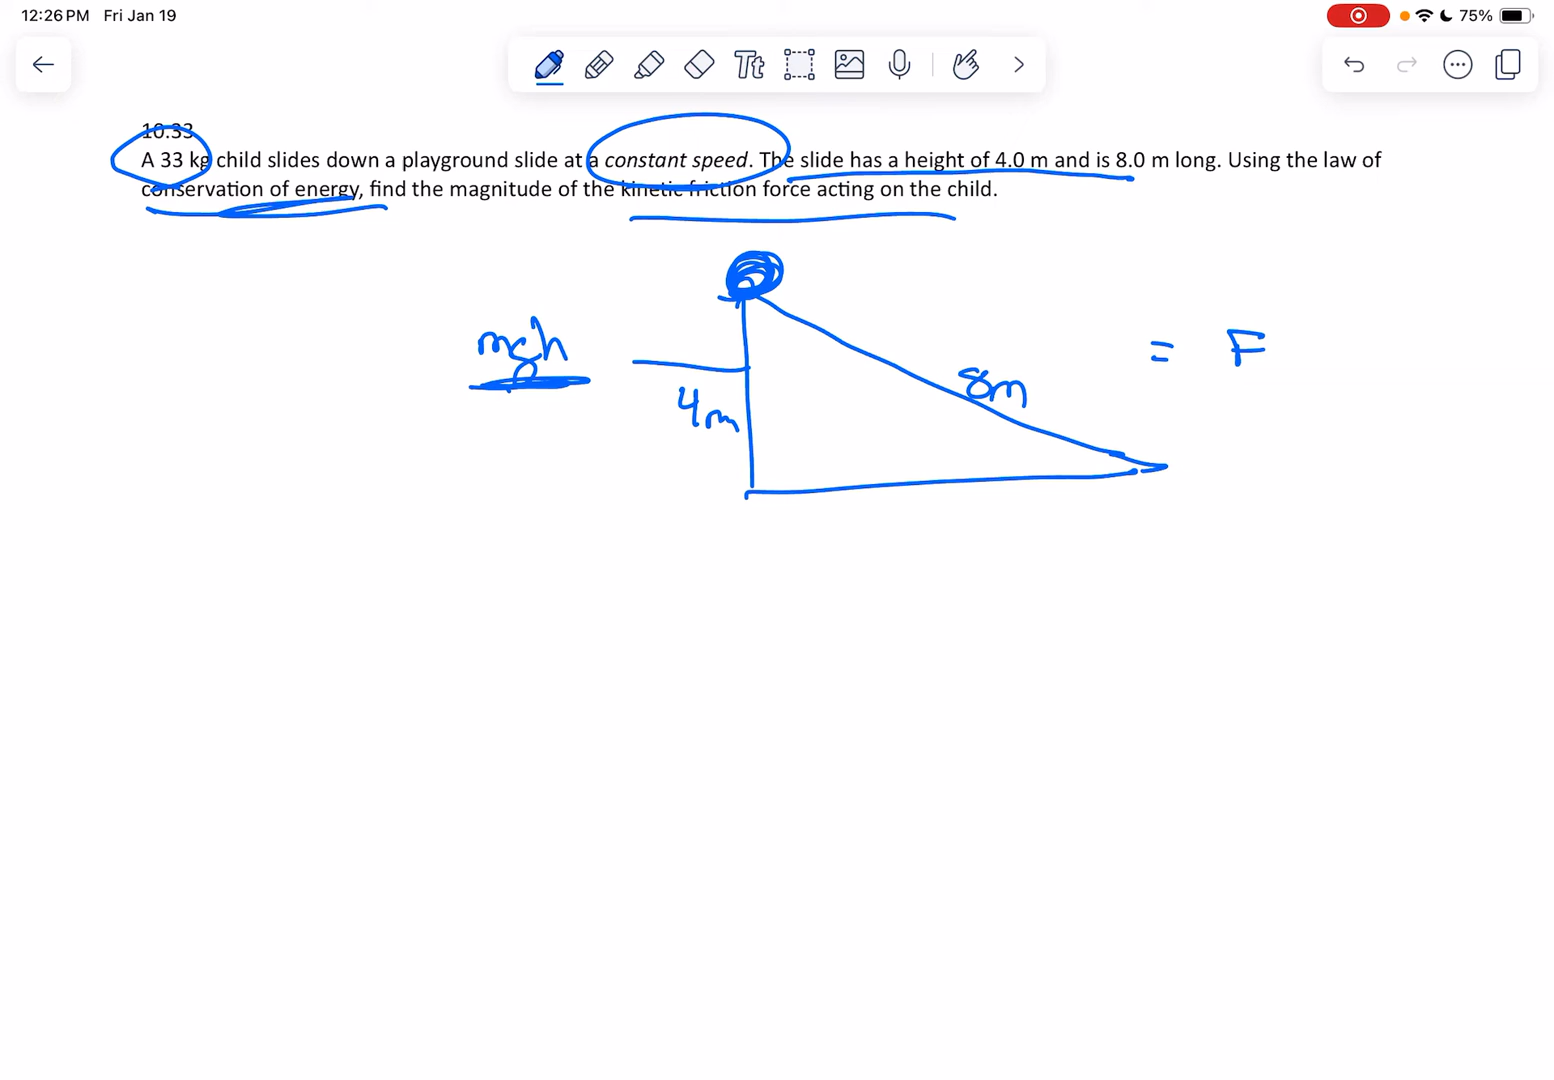 12:26 PM Fri Jan 19
75%
Tt
10.33
A 33 kg child slides down a playground slide at a constant speed. The slide has a height of 4.0 m and is 8.0 m long. Using the law of
conservation of energy, find the magnitude of the kinetic friction force acting on the child.
mgh
= F
8m
4m